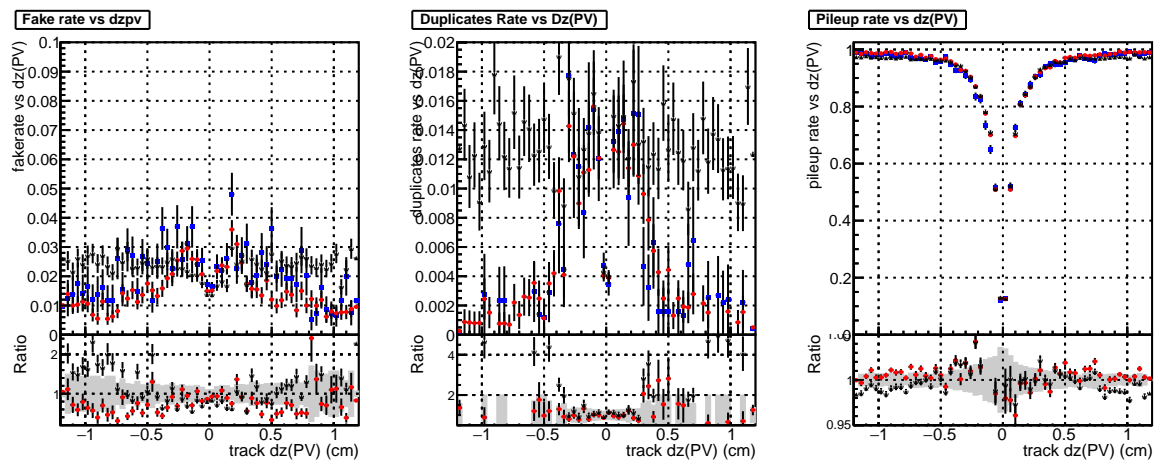 Fake rate vs dzpv
fakerate vs dz(PV)
0.1
0.09
0.08
0.07
0.06
0.05
0.04
0.03
0.02
0.01
0
Ratio
2
1
−1 −0.5 0 0.5 1
track dz(PV) (cm)
Duplicates Rate vs Dz(PV)
duplicates rate vs dz(PV)
0.02
0.018
0.016
0.014
0.012
0.01
0.008
0.006
0.004
0.002
0
Ratio
4
2
−1 −0.5 0 0.5 1
track dz(PV) (cm)
Pileup rate vs dz(PV)
pileup rate vs dz(PV)
1
0.8
0.6
0.4
0.2
0
Ratio
1
0.95
−1 −0.5 0 0.5 1
track dz(PV) (cm)